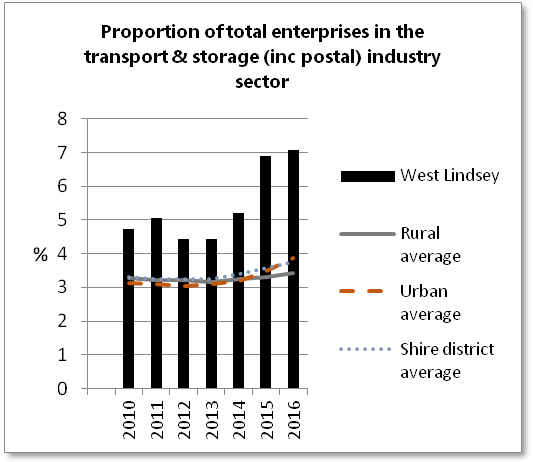 Proportion of total enterprises in the
transport & storage (inc postal) industry
sector
8
7
6
5
4
3
2
1
0
%
2010
2011
2012
2013
2014
2015
2016
West Lindsey
Rural
average
Urban
average
Shire district
average